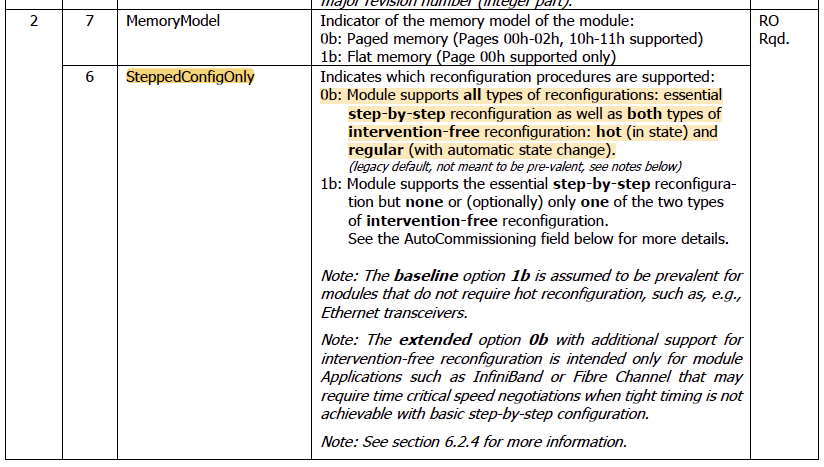 major revision number (integer part).
2 7 MemoryModel Indicator of the memory model of the module: RO
0b: Paged memory (Pages 00h-02h, 10h-11h supported) Rqd.
1b: Flat memory (Page 00h supported only)
6 SteppedConfigOnly Indicates which reconfiguration procedures are supported:
0b: Module supports all types of reconfigurations: essential
step-by-step reconfiguration as well as both types of
intervention-free reconfiguration: hot (in state) and
regular (with automatic state change).
(legacy default, not meant to be pre-valent, see notes below)
1b: Module supports the essential step-by-step reconfigura-
tion but none or (optionally) only one of the two types
of intervention-free reconfiguration.
See the AutoCommissioning field below for more details.
Note: The baseline option 1b is assumed to be prevalent for
modules that do not require hot reconfiguration, such as, e.g.,
Ethernet transceivers.
Note: The extended option 0b with additional support for
intervention-free reconfiguration is intended only for module
Applications such as InfiniBand or Fibre Channel that may
require time critical speed negotiations when tight timing is not
achievable with basic step-by-step configuration.
Note: See section 6.2.4 for more information.